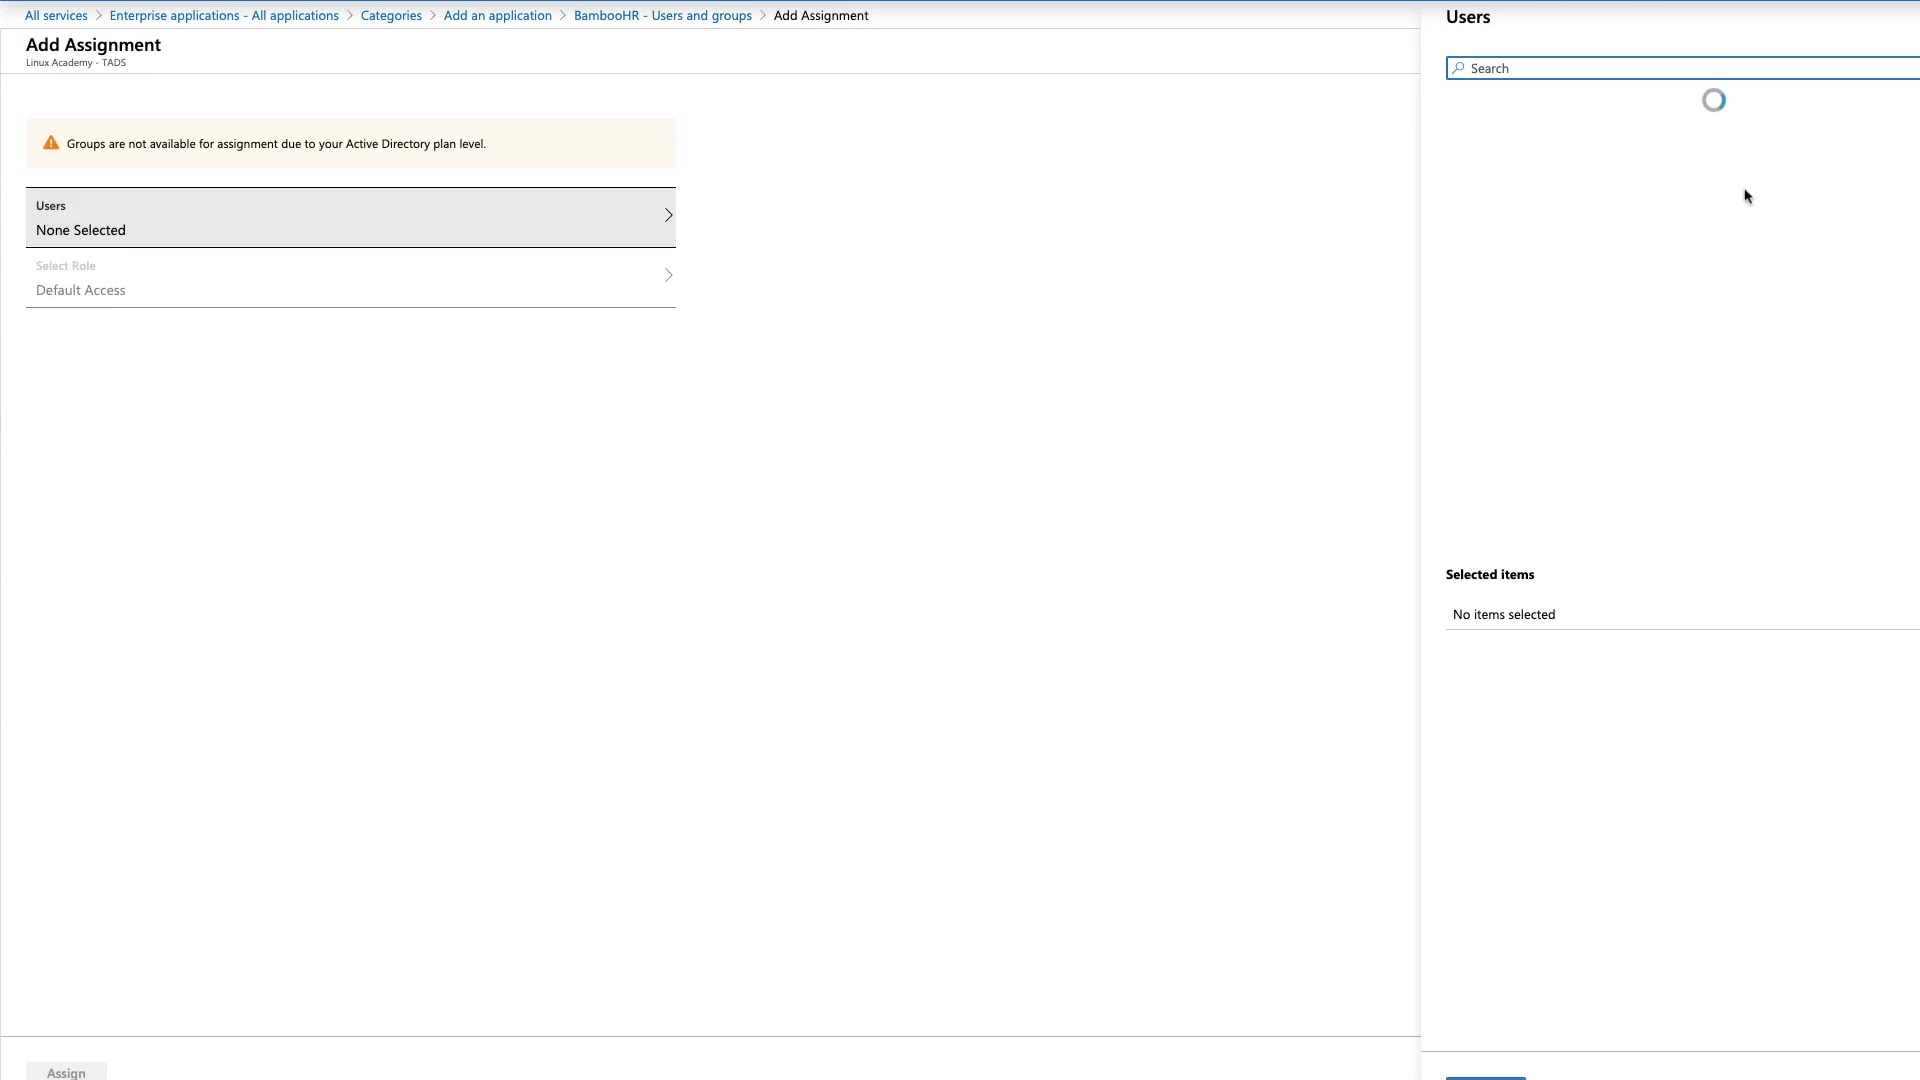 All services > Enterprise applications - All applications > Categories > Add an application > BambooHR - Users and groups > Add Assignment
Add Assignment
Linux Academy - TADS
Groups are not available for assignment due to your Active Directory plan level.
Users
None Selected
Select Role
Default Access
Assign
Users
Search
Selected items
No items selected